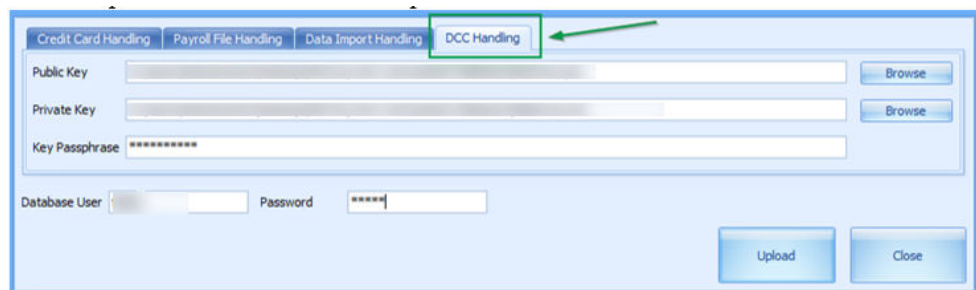 Credit Card Handling Payroll File Handling Data Import Handling DCC Handling
Public Key Browse
Private Key Browse
Key Passphrase **********
Database User Password *****
Upload Close